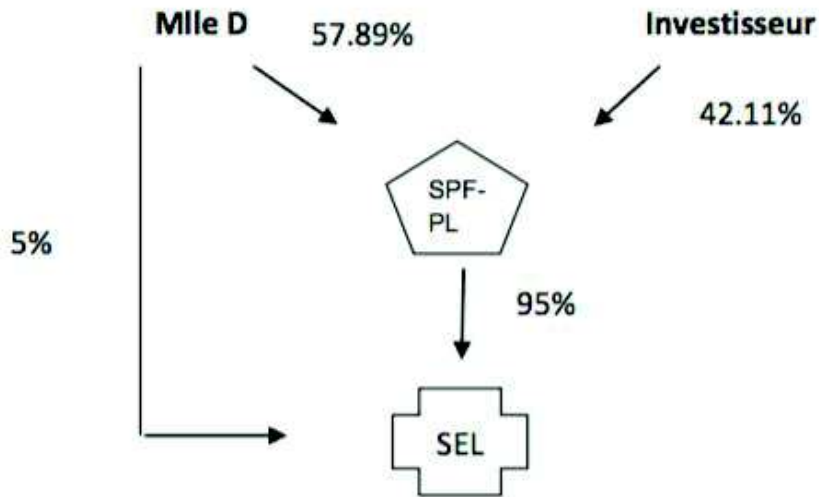 Mlle D
57.89%
Investisseur
42.11%
SPF-
PL
5%
95%
SEL